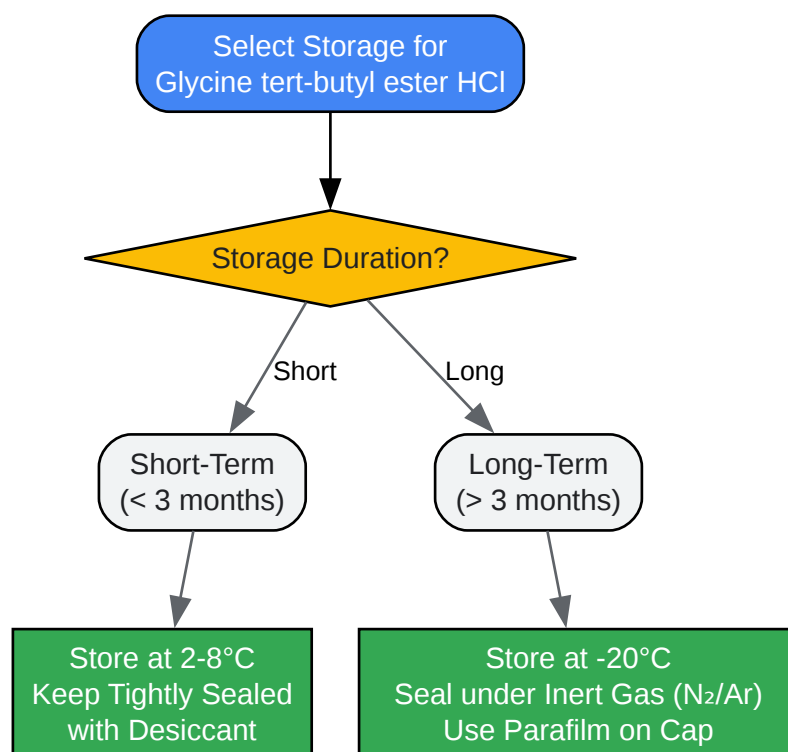 Select Storage for
Glycine tert-butyl ester HCl
Storage Duration?
Short
Long
Short-Term
(< 3 months)
Long-Term
(> 3 months)
Store at 2-8°C
Keep Tightly Sealed
with Desiccant
Store at -20°C
Seal under Inert Gas (N₂/Ar)
Use Parafilm on Cap